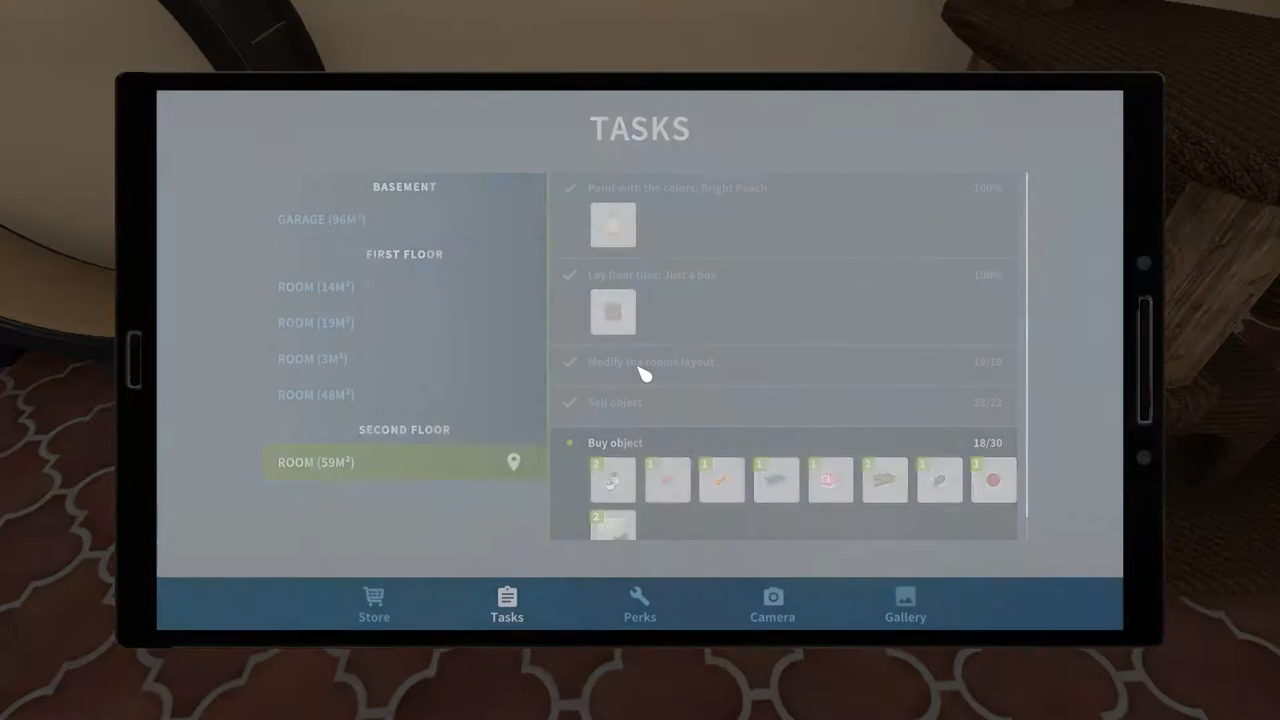 TASKS
BASEMENT
GARAGE (96M²)
FIRST FLOOR
ROOM (14M²)
ROOM (19M²)
ROOM (3M²)
ROOM (48M²)
SECOND FLOOR
ROOM (59M²)
Paint with the colors: Bright Peach 100%
Lay floor tiles: Just a box 100%
Modify the rooms layout 19/19
Sell object 23/23
Buy object 18/30
2 1 1 1 1 2 1 1
2
Store Tasks Perks Camera Gallery